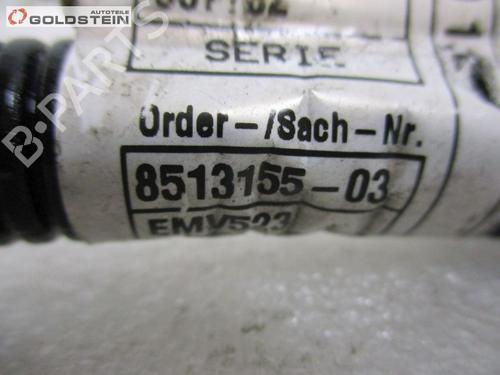 AUTOTEILE
GOLDSTEIN
SERIE
Order-/Sach-Nr.
8513155-03
EMV523
B-PARTS